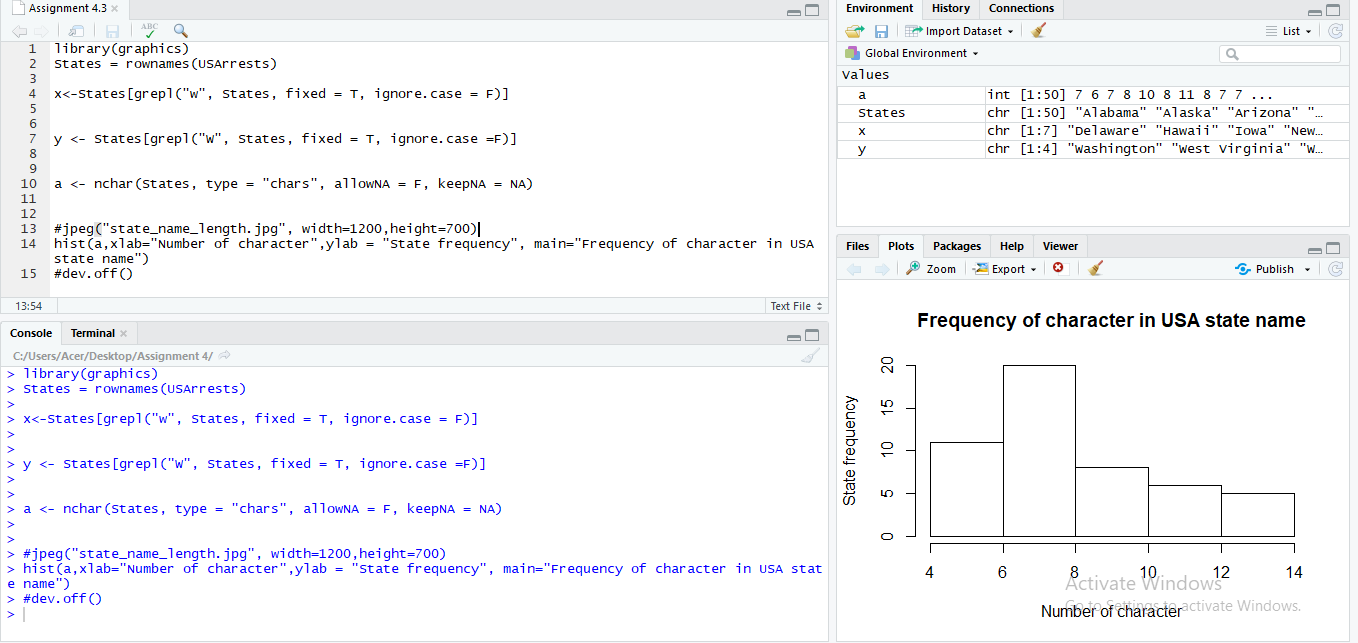 Assignment 4.3
1 library(graphics)
2 States = rownames(USArrests)
3
4 x<-States[grepl("w", States, fixed = T, ignore.case = F)]
5
6
7 y <- States[grepl("W", States, fixed = T, ignore.case =F)]
8
9
10 a <- nchar(States, type = "chars", allowNA = F, keepNA = NA)
11
12
13 #jpeg("state_name_length.jpg", width=1200,height=700)
14 hist(a,xlab="Number of character",ylab = "State frequency", main="Frequency of character in USA
state name")
15 #dev.off()
13:54 Text File
Console Terminal
C:/Users/Acer/Desktop/Assignment 4/
> library(graphics)
> States = rownames(USArrests)
>
> x<-States[grepl("w", States, fixed = T, ignore.case = F)]
>
>
> y <- States[grepl("W", States, fixed = T, ignore.case =F)]
>
>
> a <- nchar(States, type = "chars", allowNA = F, keepNA = NA)
>
>
> #jpeg("state_name_length.jpg", width=1200,height=700)
> hist(a,xlab="Number of character",ylab = "State frequency", main="Frequency of character in USA stat
e name")
> #dev.off()
>
Environment History Connections
Import Dataset List
Global Environment
Values
a int [1:50] 7 6 7 8 10 8 11 8 7 7 ...
States chr [1:50] "Alabama" "Alaska" "Arizona" "…
x chr [1:7] "Delaware" "Hawaii" "Iowa" "New…
y chr [1:4] "Washington" "West Virginia" "W…
Files Plots Packages Help Viewer
Zoom Export Publish
Frequency of character in USA state name
State frequency
20
15
10
5
0
4 6 8 10 12 14
Number of character
Activate Windows
Go to Settings to activate Windows.